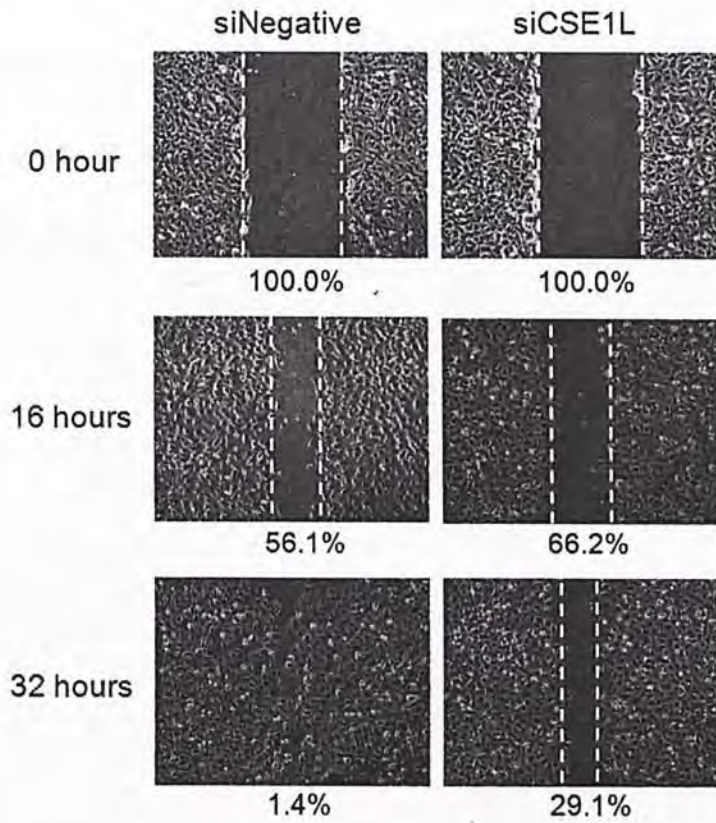 siNegative siCSE1L
0 hour
100.0% 100.0%
16 hours
56.1% 66.2%
32 hours
1.4% 29.1%